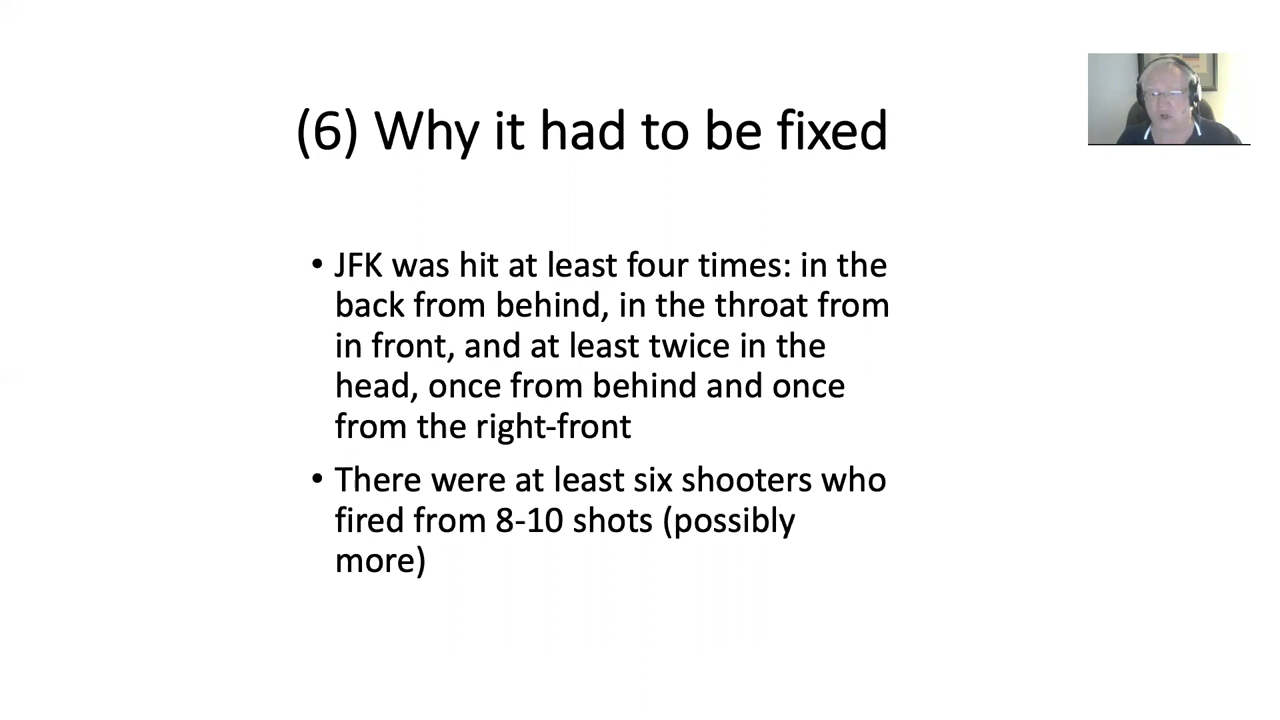 (6) Why it had to be fixed
• JFK was hit at least four times: in the
back from behind, in the throat from
in front, and at least twice in the
head, once from behind and once
from the right-front
• There were at least six shooters who
fired from 8-10 shots (possibly
more)